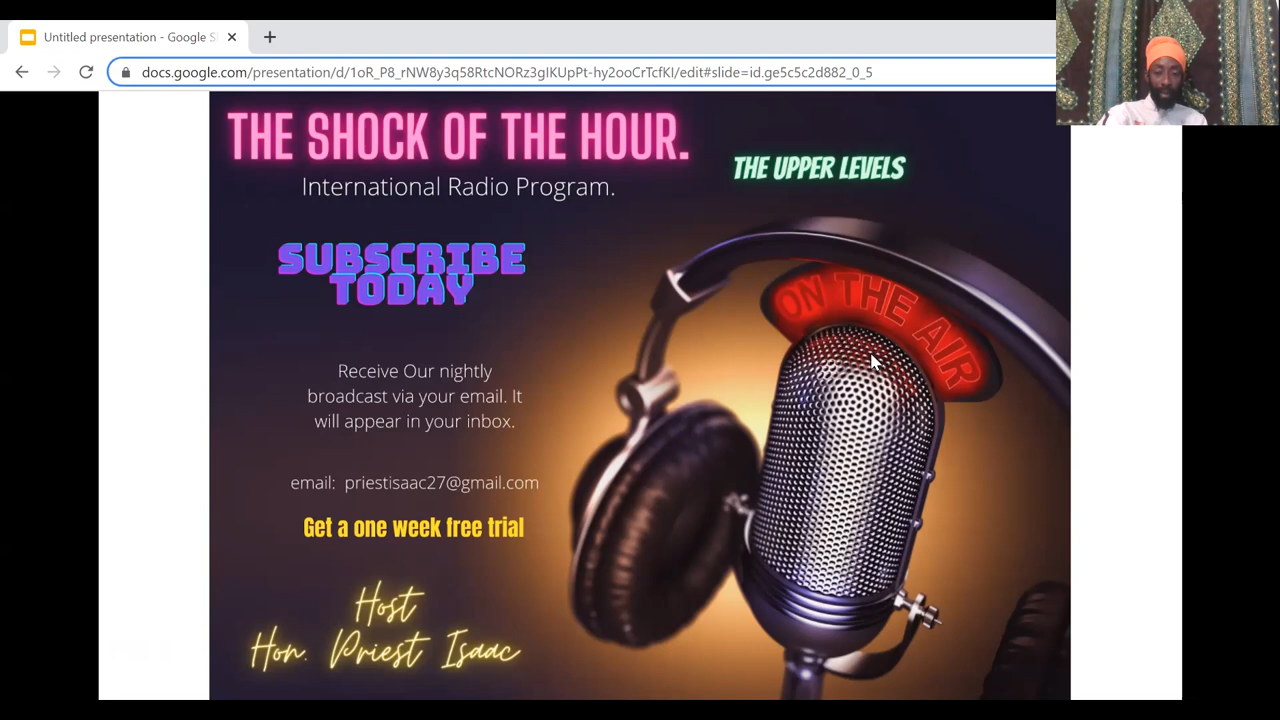 Untitled presentation - Google S
docs.google.com/presentation/d/1oR_P8_rNW8y3q58RtcNORz3gIKUpPt-hy2ooCrTcfKI/edit#slide=id.ge5c5c2d882_0_5
THE SHOCK OF THE HOUR.
International Radio Program.
THE UPPER LEVELS
SUBSCRIBE
TODAY
ON THE AIR
Receive Our nightly
broadcast via your email. It
will appear in your inbox.
email: priestisaac27@gmail.com
Get a one week free trial
Host
Hon. Priest Isaac